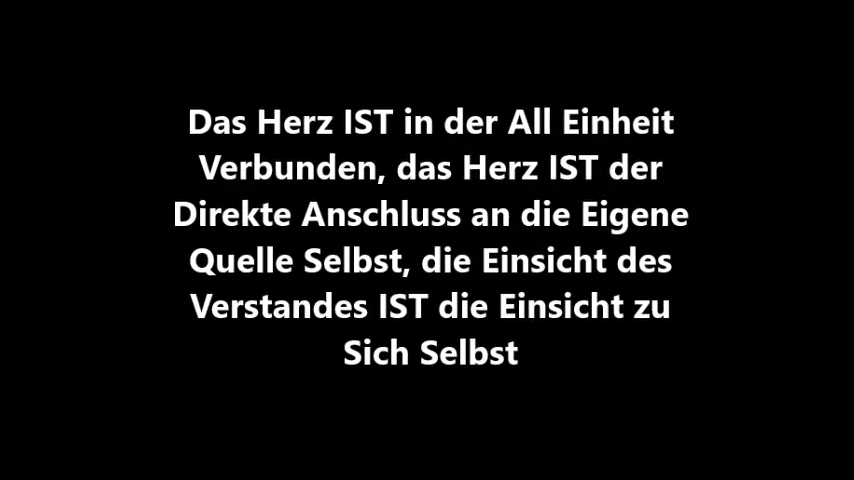 Das Herz IST in der All Einheit
Verbunden, das Herz IST der
Direkte Anschluss an die Eigene
Quelle Selbst, die Einsicht des
Verstandes IST die Einsicht zu
Sich Selbst